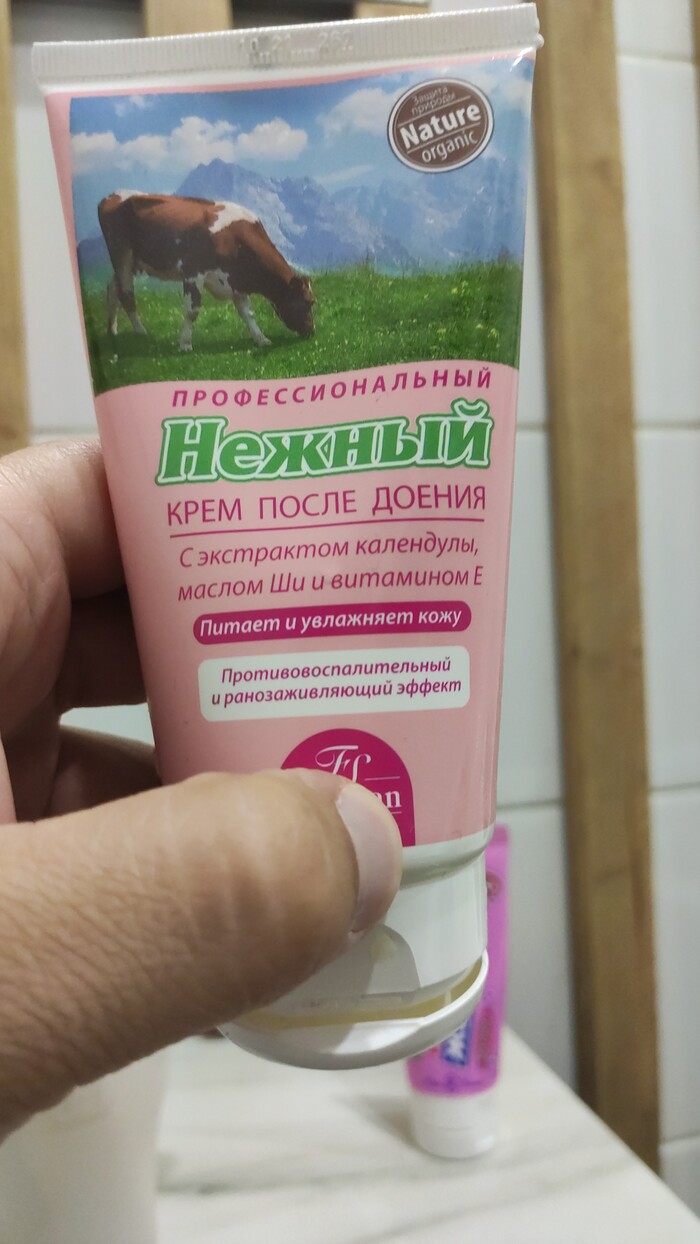 Защита
природы
Nature
organic
ПРОФЕССИОНАЛЬНЫЙ
Нежный
КРЕМ ПОСЛЕ ДОЕНИЯ
С экстрактом календулы,
маслом Ши и витамином Е
Питает и увлажняет кожу
Противовоспалительный
и ранозаживляющий эффект